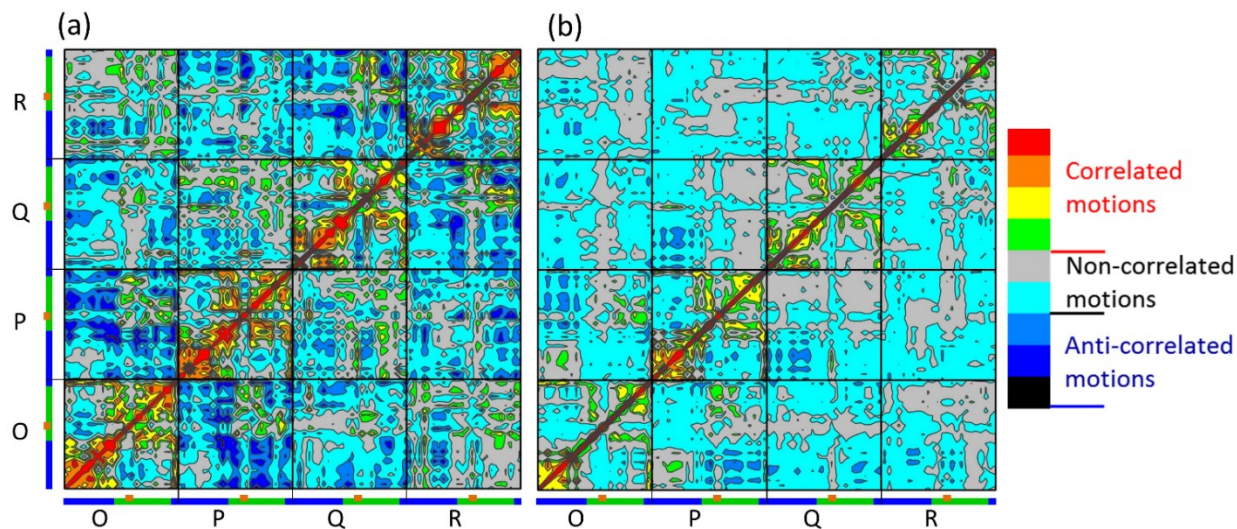 (a)
(b)
R
Q
P
O
O P Q R
O P Q R
Correlated
motions
Non-correlated
motions
Anti-correlated
motions